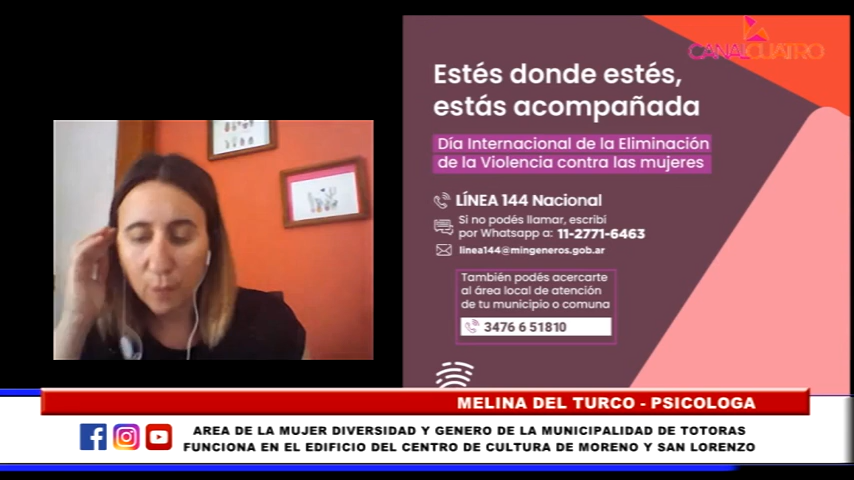 CANALCUATRO
Estés donde estés,
estás acompañada
Día Internacional de la Eliminación
de la Violencia contra las mujeres
LÍNEA 144 Nacional
Si no podés llamar, escribí
por Whatsapp a: 11-2771-6463
linea144@mingeneros.gob.ar
También podés acercarte
al área local de atención
de tu municipio o comuna
3476 6 51810
MELINA DEL TURCO - PSICOLOGA
AREA DE LA MUJER DIVERSIDAD Y GENERO DE LA MUNICIPALIDAD DE TOTORAS
FUNCIONA EN EL EDIFICIO DEL CENTRO DE CULTURA DE MORENO Y SAN LORENZO